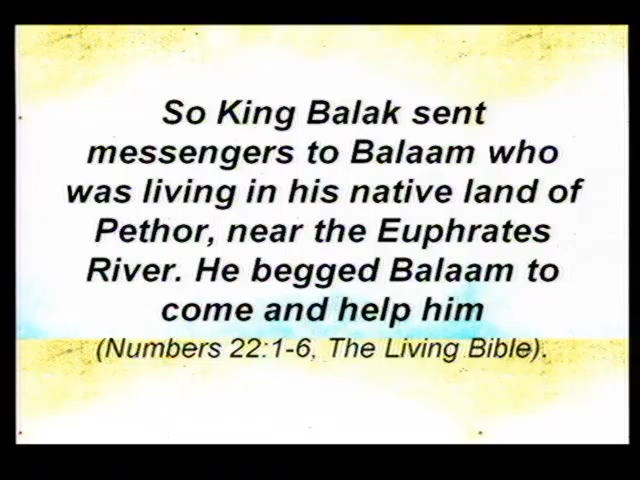 So King Balak sent
messengers to Balaam who
was living in his native land of
Pethor, near the Euphrates
River. He begged Balaam to
come and help him
(Numbers 22:1-6, The Living Bible).